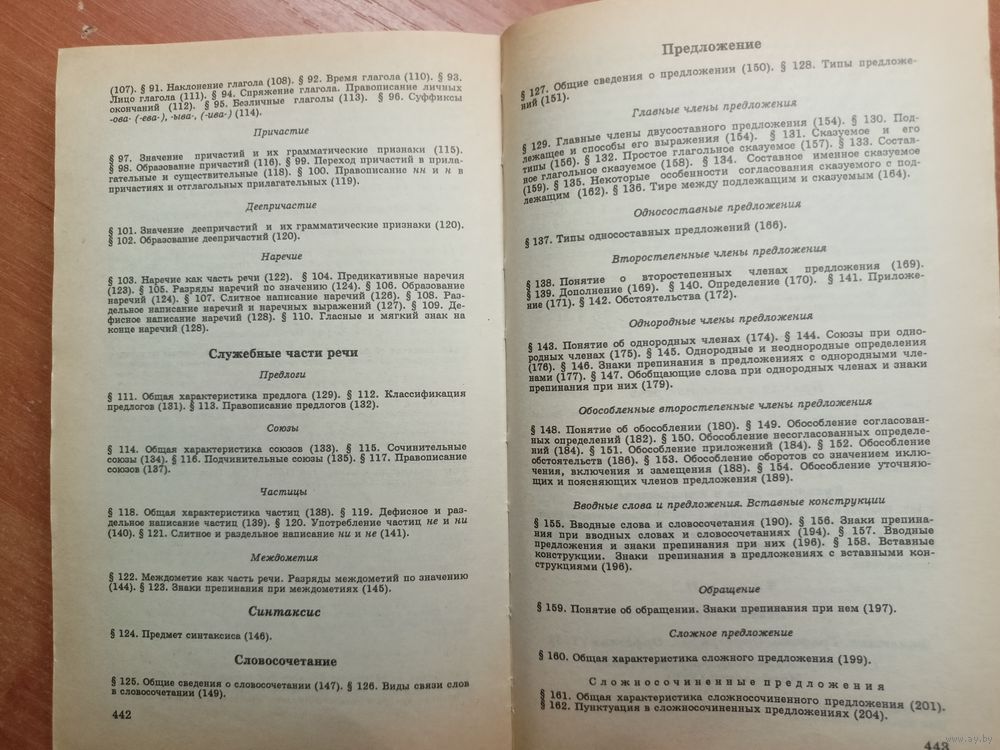 (107). § 91. Наклонение глагола (108). § 92. Время глагола (110). § 93.
Лицо глагола (111). § 94. Спряжение глагола. Правописание личных
окончаний (112). § 95. Безличные глаголы (113). § 96. Суффиксы
-ова- (-ева-), -ыва-, (-ива-) (114).
Причастие
§ 97. Значение причастий и их грамматические признаки (115).
§ 98. Образование причастий (116). § 99. Переход причастий в прила-
гательные и существительные (118). § 100. Правописание нн и н в
причастиях и отглагольных прилагательных (119).
Деепричастие
§ 101. Значение деепричастий и их грамматические признаки (120).
§ 102. Образование деепричастий (120).
Наречие
§ 103. Наречие как часть речи (122). § 104. Предикативные наречия
(123). § 105. Разряды наречий по значению (124). § 106. Образование
наречий (124). § 107. Слитное написание наречий (126). § 108. Раз-
дельное написание наречий и наречных выражений (127). § 109. Де-
фисное написание наречий (128). § 110. Гласные и мягкий знак на
конце наречий (128).
Служебные части речи
Предлоги
§ 111. Общая характеристика предлога (129). § 112. Классификация
предлогов (131). § 113. Правописание предлогов (132).
Союзы
§ 114. Общая характеристика союзов (133). § 115. Сочинительные
союзы (134). § 116. Подчинительные союзы (135). § 117. Правописание
союзов (137).
Частицы
§ 118. Общая характеристика частиц (138). § 119. Дефисное и раз-
дельное написание частиц (139). § 120. Употребление частиц не и ни
(140). § 121. Слитное и раздельное написание ни и не (141).
Междометия
§ 122. Междометие как часть речи. Разряды междометий по значению
(144). § 123. Знаки препинания при междометиях (145).
Синтаксис
§ 124. Предмет синтаксиса (146).
Словосочетание
§ 125. Общие сведения о словосочетании (147). § 126. Виды связи слов
в словосочетании (149).
442
Предложение
§ 127. Общие сведения о предложении (150). § 128. Типы предложе-
ний (151).
Главные члены предложения
§ 129. Главные члены двусоставного предложения (154). § 130. Под-
лежащее и способы его выражения (154). § 131. Сказуемое и его
типы (156). § 132. Простое глагольное сказуемое (157). § 133. Состав-
ное глагольное сказуемое (158). § 134. Составное именное сказуемое
(159). § 135. Некоторые особенности согласования сказуемого с под-
лежащим (162). § 136. Тире между подлежащим и сказуемым (164).
Односоставные предложения
§ 137. Типы односоставных предложений (166).
Второстепенные члены предложения
§ 138. Понятие о второстепенных членах предложения (169).
§ 139. Дополнение (169). § 140. Определение (170). § 141. Приложе-
ние (171). § 142. Обстоятельства (172).
Однородные члены предложения
§ 143. Понятие об однородных членах (174). § 144. Союзы при одно-
родных членах (175). § 145. Однородные и неоднородные определения
(176). § 146. Знаки препинания в предложениях с однородными чле-
нами (177). § 147. Обобщающие слова при однородных членах и знаки
препинания при них (179).
Обособленные второстепенные члены предложения
§ 148. Понятие об обособлении (180). § 149. Обособление согласован-
ных определений (182). § 150. Обособление несогласованных определе-
ний (184). § 151. Обособление приложений (184). § 152. Обособление
обстоятельств (186). § 153. Обособление оборотов со значением иклю-
чения, включения и замещения (188). § 154. Обособление уточняю-
щих и поясняющих членов предложения (189).
Вводные слова и предложения. Вставные конструкции
§ 155. Вводные слова и словосочетания (190). § 156. Знаки препина-
ния при вводных словах и словосочетаниях (194). § 157. Вводные
предложения и знаки препинания при них (196). § 158. Вставные
конструкции. Знаки препинания в предложениях с вставными кон-
струкциями (196).
Обращение
§ 159. Понятие об обращении. Знаки препинания при нем (197).
Сложное предложение
§ 160. Общая характеристика сложного предложения (199).
Сложносочиненные предложения
§ 161. Общая характеристика сложносочиненного предложения (201).
§ 162. Пунктуация в сложносочиненных предложениях (204).
443
www.ay.by